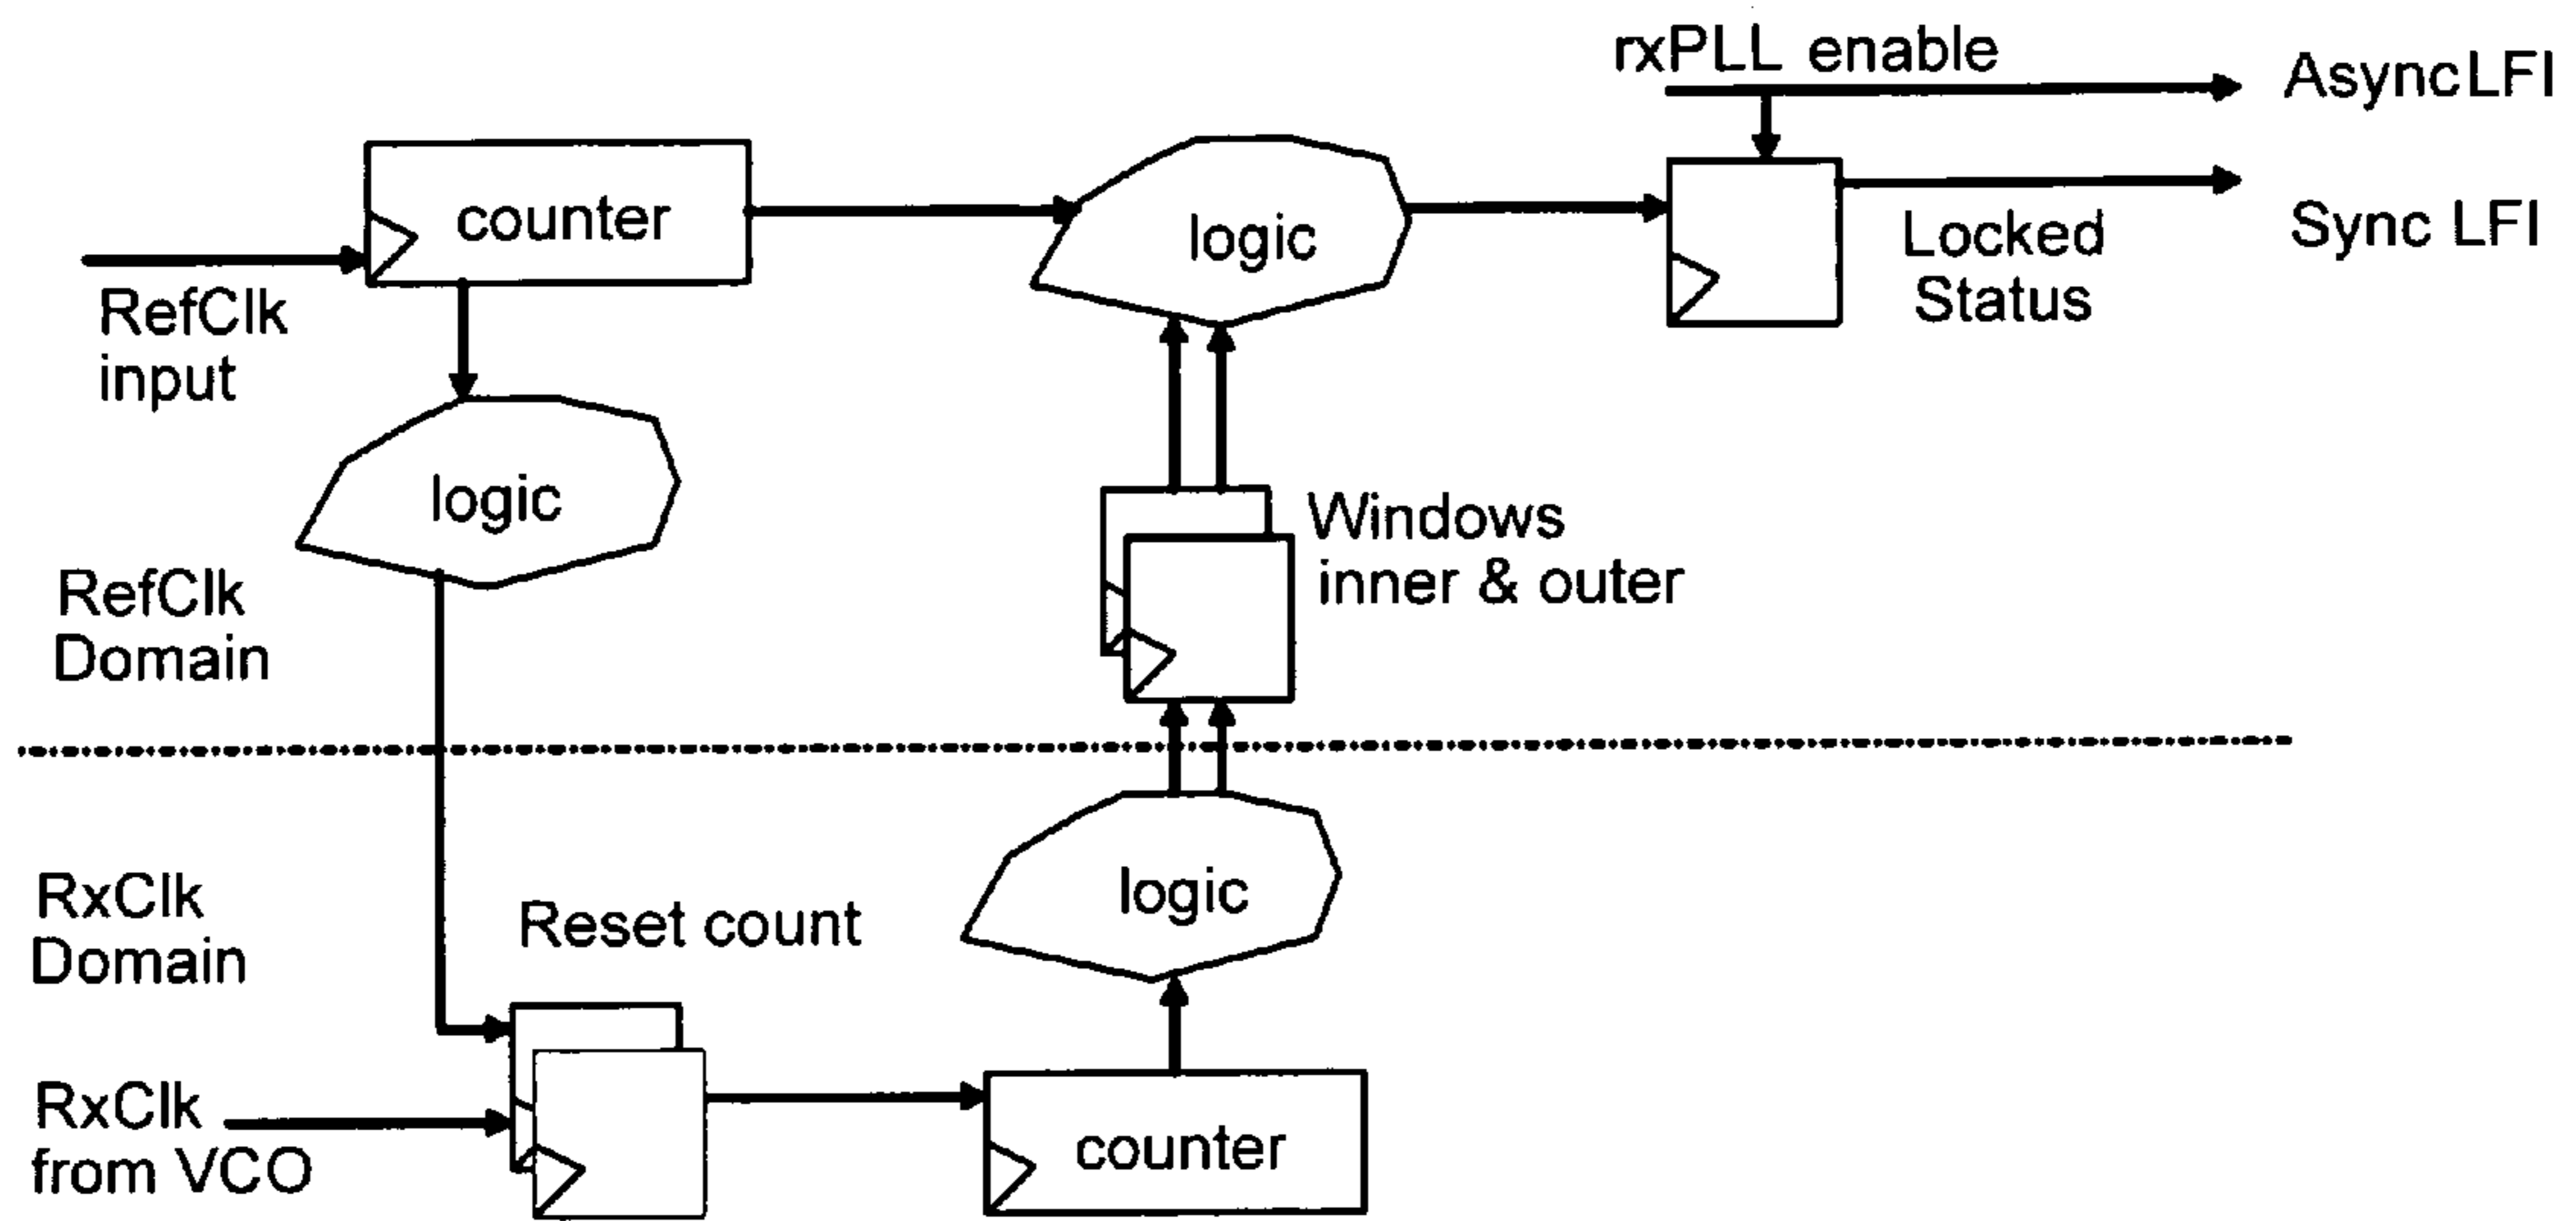 rxPLL enable
AsyncLFI
counter
logic
Locked
Status
Sync LFI
RefClk
input
logic
Windows
inner & outer
RefClk
Domain
RxClk
Domain
Reset count
logic
RxClk
from VCO
counter